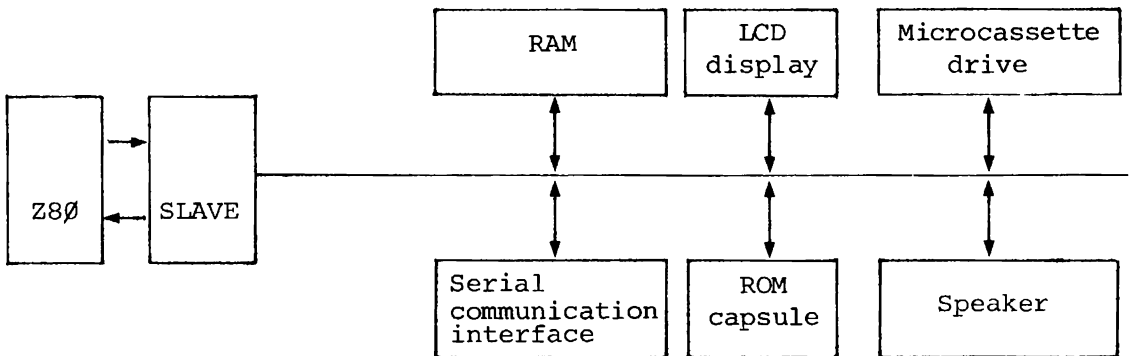 RAM
LCD
display
Microcassette
drive
Z8Ø
SLAVE
Serial
communication
interface
ROM
capsule
Speaker